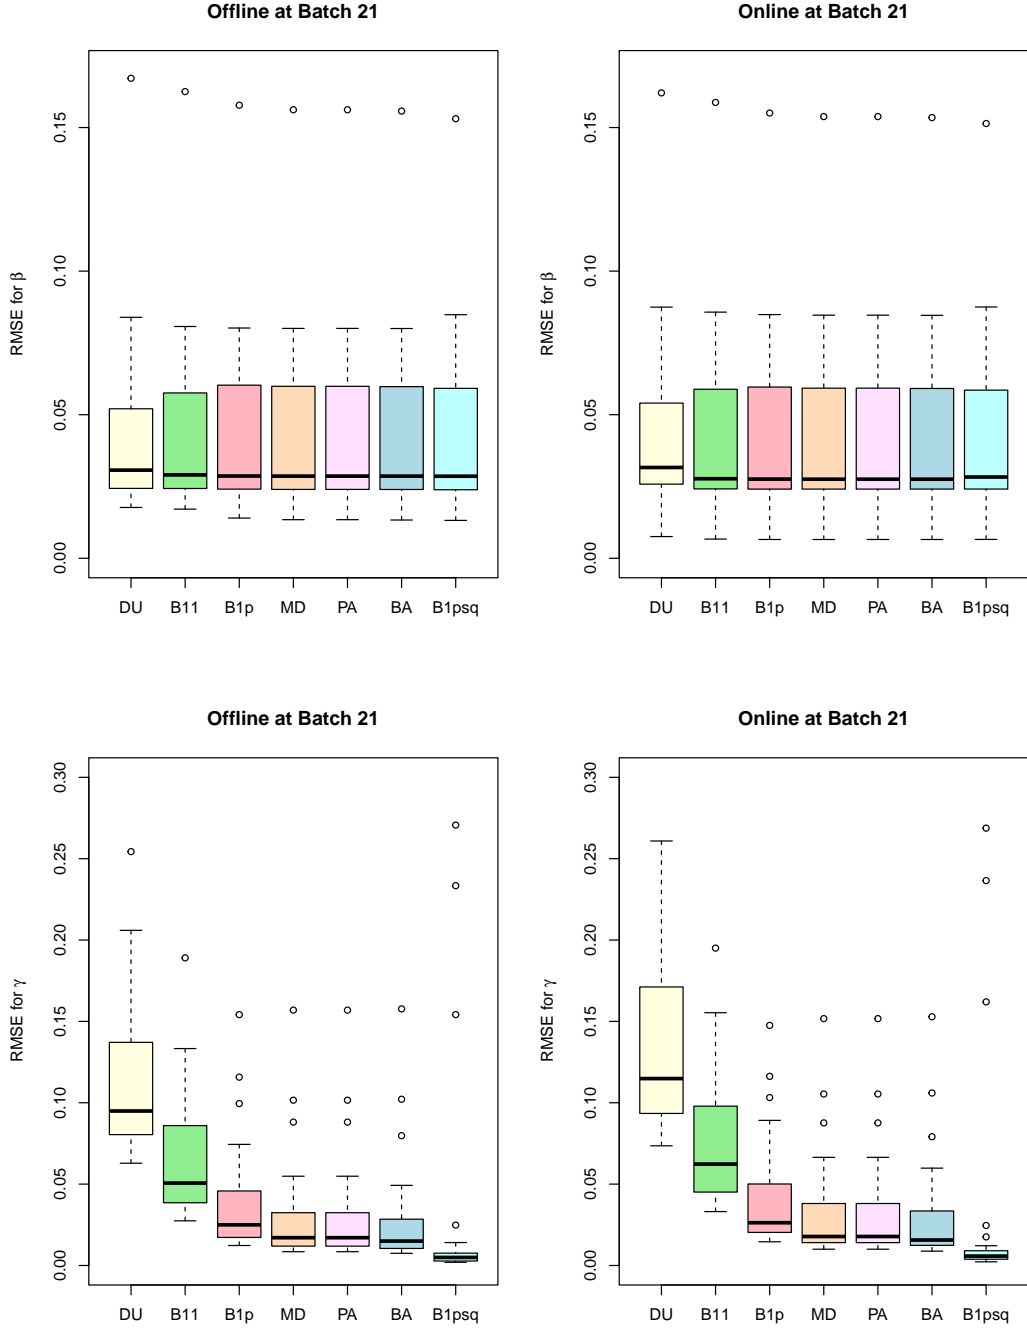 Offline at Batch 21
RMSE for β
0.00 0.05 0.10 0.15
DU B11 B1p MD PA BA B1psq
Online at Batch 21
RMSE for β
0.00 0.05 0.10 0.15
DU B11 B1p MD PA BA B1psq
Offline at Batch 21
RMSE for γ
0.00 0.05 0.10 0.15 0.20 0.25 0.30
DU B11 B1p MD PA BA B1psq
Online at Batch 21
RMSE for γ
0.00 0.05 0.10 0.15 0.20 0.25 0.30
DU B11 B1p MD PA BA B1psq